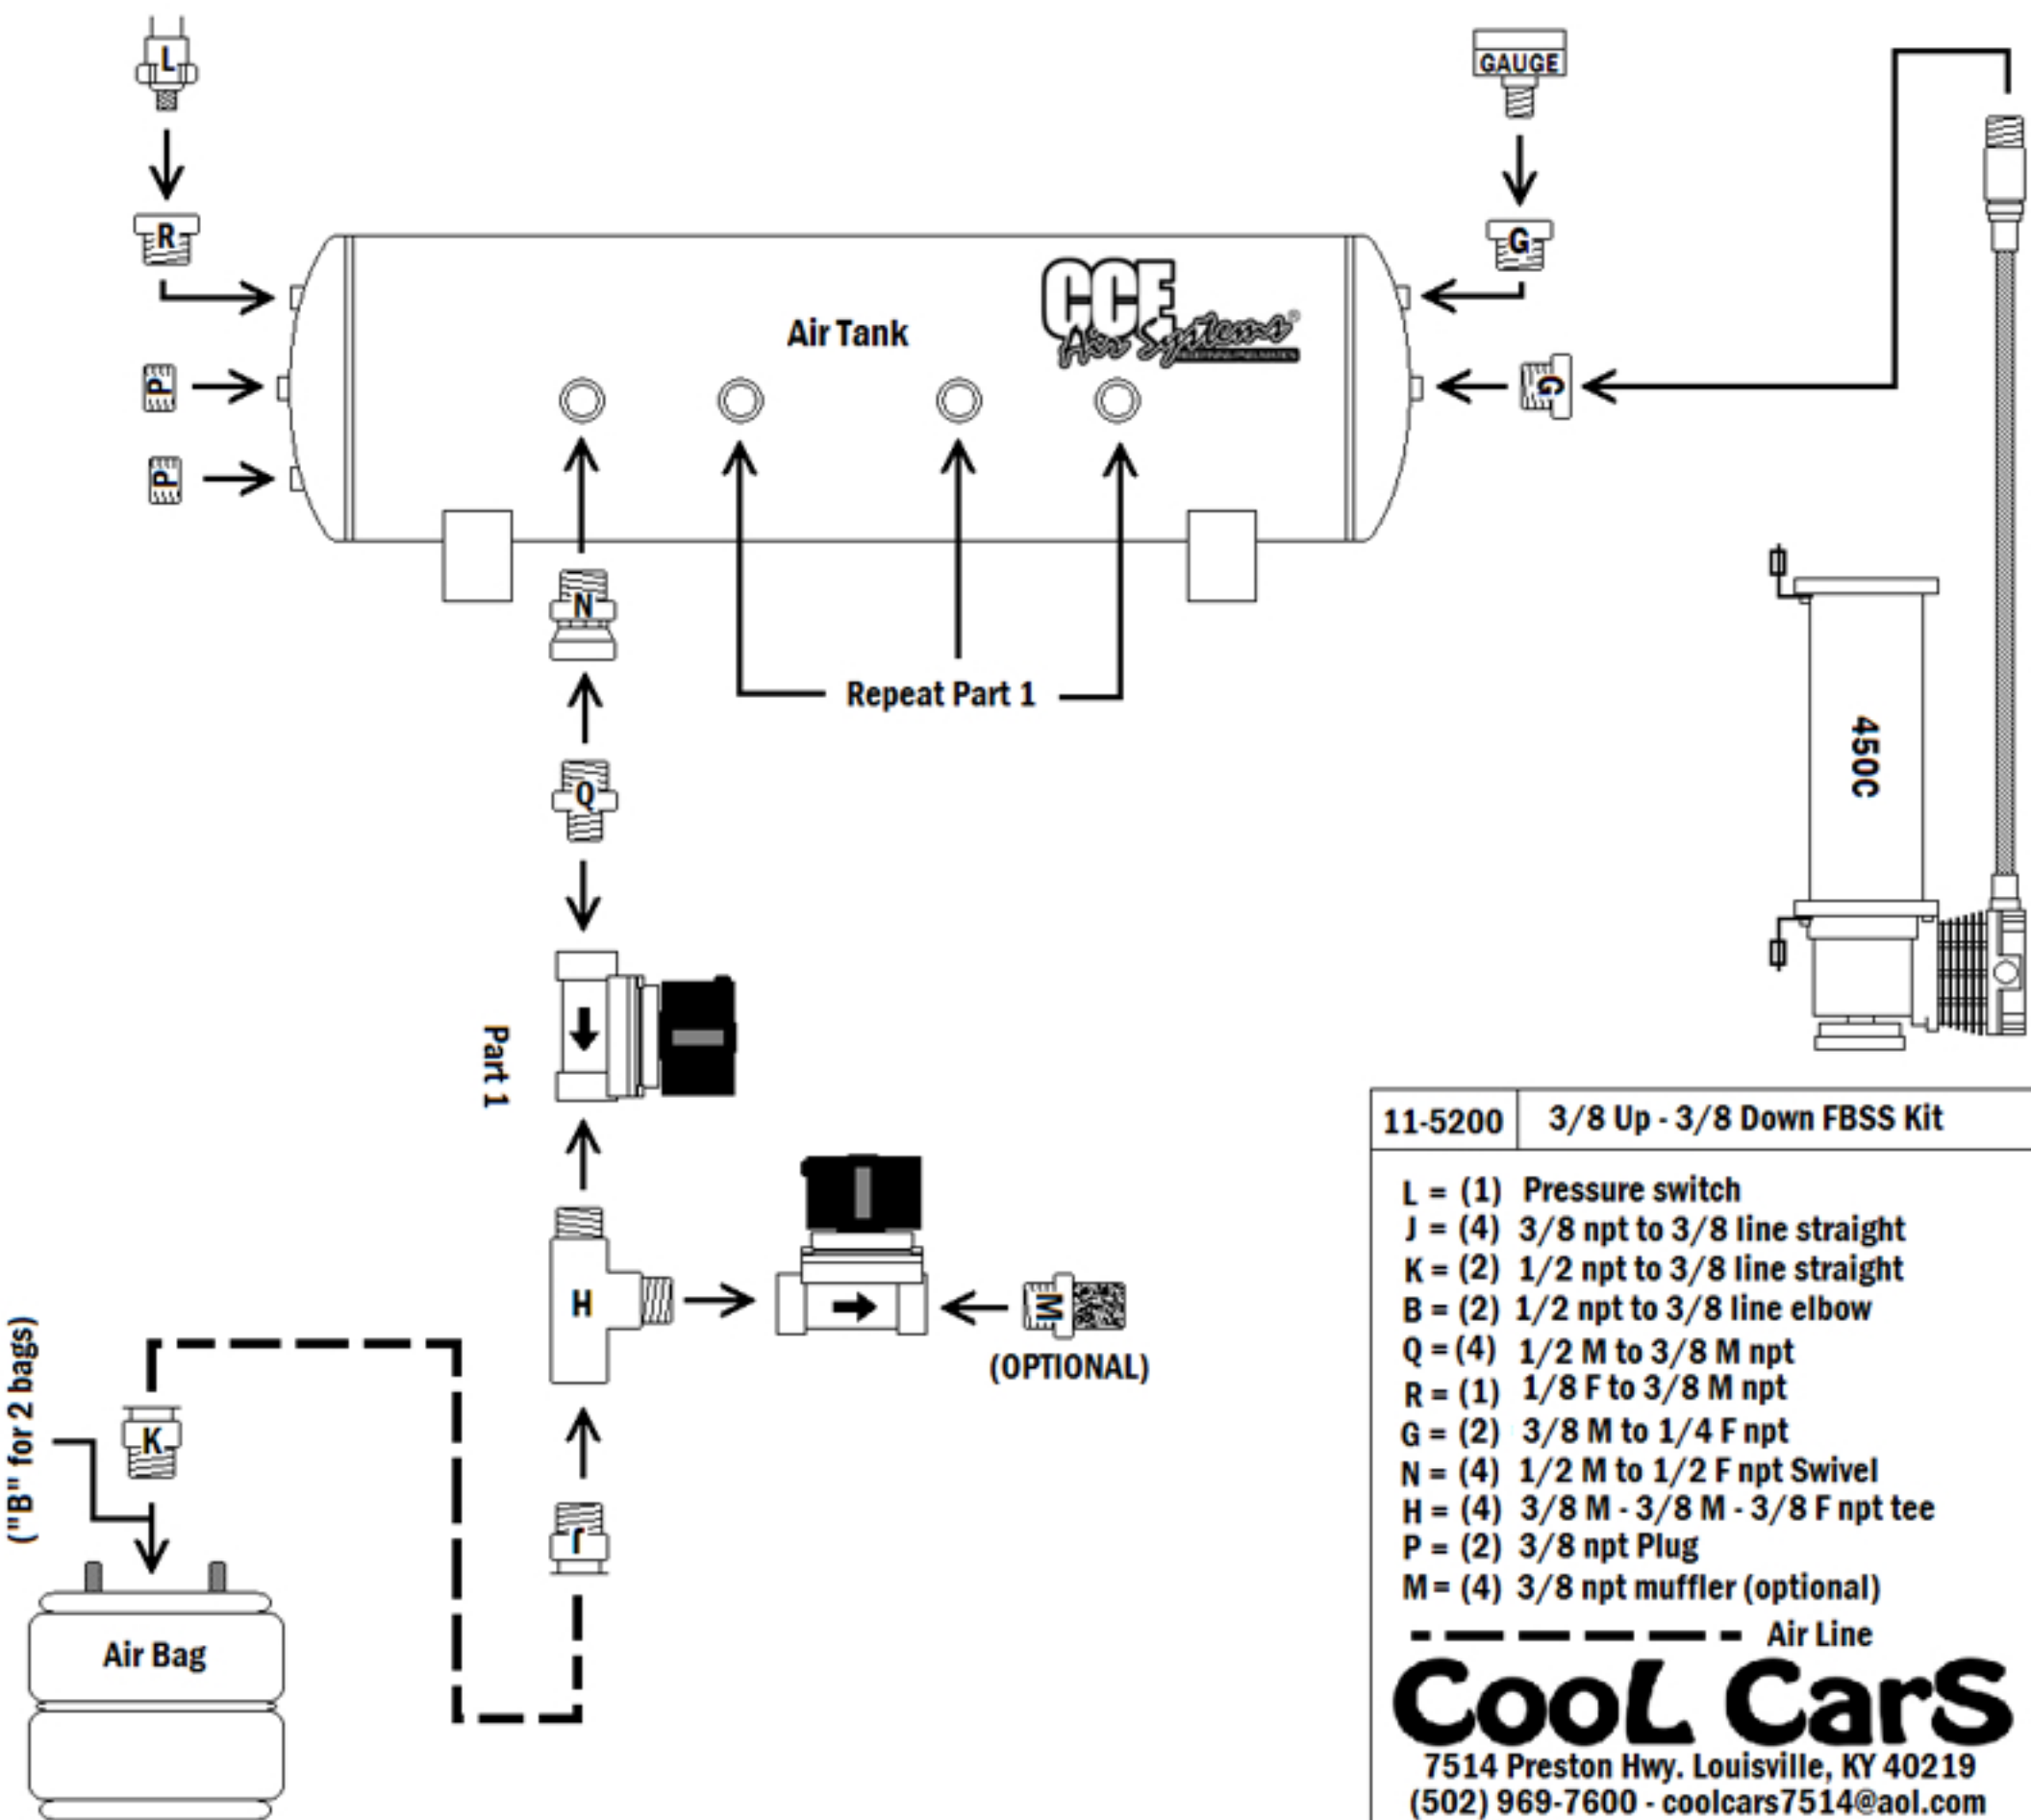 L
GAUGE
R
G
CCE
Air Systems®
Air Tank
P
G
P
N
Repeat Part 1
Q
450C
Part 1
H
M
(OPTIONAL)
("B" for 2 bags)
K
J
Air Bag
11-5200 3/8 Up - 3/8 Down FBSS Kit
L = (1) Pressure switch
J = (4) 3/8 npt to 3/8 line straight
K = (2) 1/2 npt to 3/8 line straight
B = (2) 1/2 npt to 3/8 line elbow
Q = (4) 1/2 M to 3/8 M npt
R = (1) 1/8 F to 3/8 M npt
G = (2) 3/8 M to 1/4 F npt
N = (4) 1/2 M to 1/2 F npt Swivel
H = (4) 3/8 M - 3/8 M - 3/8 F npt tee
P = (2) 3/8 npt Plug
M = (4) 3/8 npt muffler (optional)
Air Line
CooL CarS
7514 Preston Hwy. Louisville, KY 40219
(502) 969-7600 - coolcars7514@aol.com